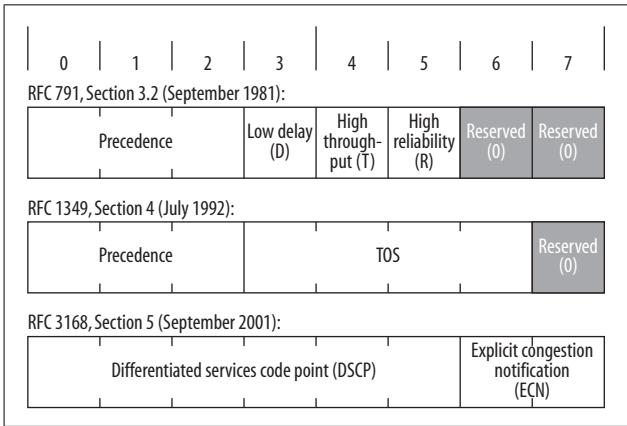 0 1 2 3 4 5 6 7
RFC 791, Section 3.2 (September 1981):
Precedence
Low delay
(D)
High
through-
put (T)
High
reliability
(R)
Reserved
(0)
Reserved
(0)
RFC 1349, Section 4 (July 1992):
Precedence
TOS
Reserved
(0)
RFC 3168, Section 5 (September 2001):
Differentiated services code point (DSCP)
Explicit congestion
notification
(ECN)